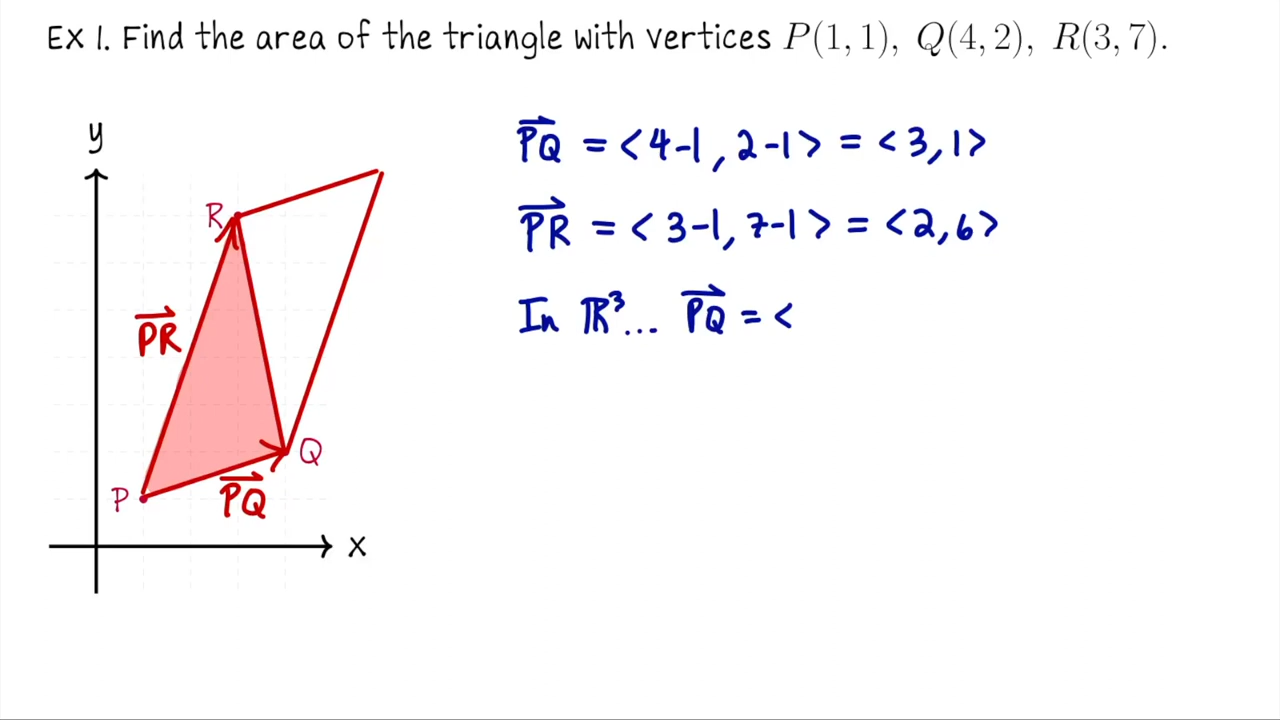 Ex 1. Find the area of the triangle with vertices P(1, 1), Q(4, 2), R(3, 7).
y
R
PR
P
PQ
Q
x
PQ = <4-1, 2-1> = <3, 1>
PR = <3-1, 7-1> = <2, 6>
In ℝ³... PQ = <